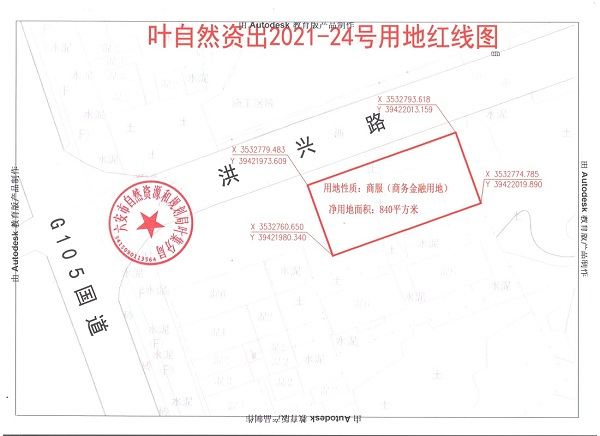 由 Autodesk 教育版产品制作
叶自然资出2021-24号用地红线图
X 3532793.618
Y 39422013.159
X 3532779.483
Y 39421973.609
洪兴路
X 3532774.785
Y 39422019.890
用地性质：商服（商务金融用地）
净用地面积：840平方米
X 3532760.650
Y 39421980.340
六安市自然资源和规划局叶集分局
G105国道
由 Autodesk 教育版产品制作
由 Autodesk 教育版产品制作
由 Autodesk 教育版产品制作